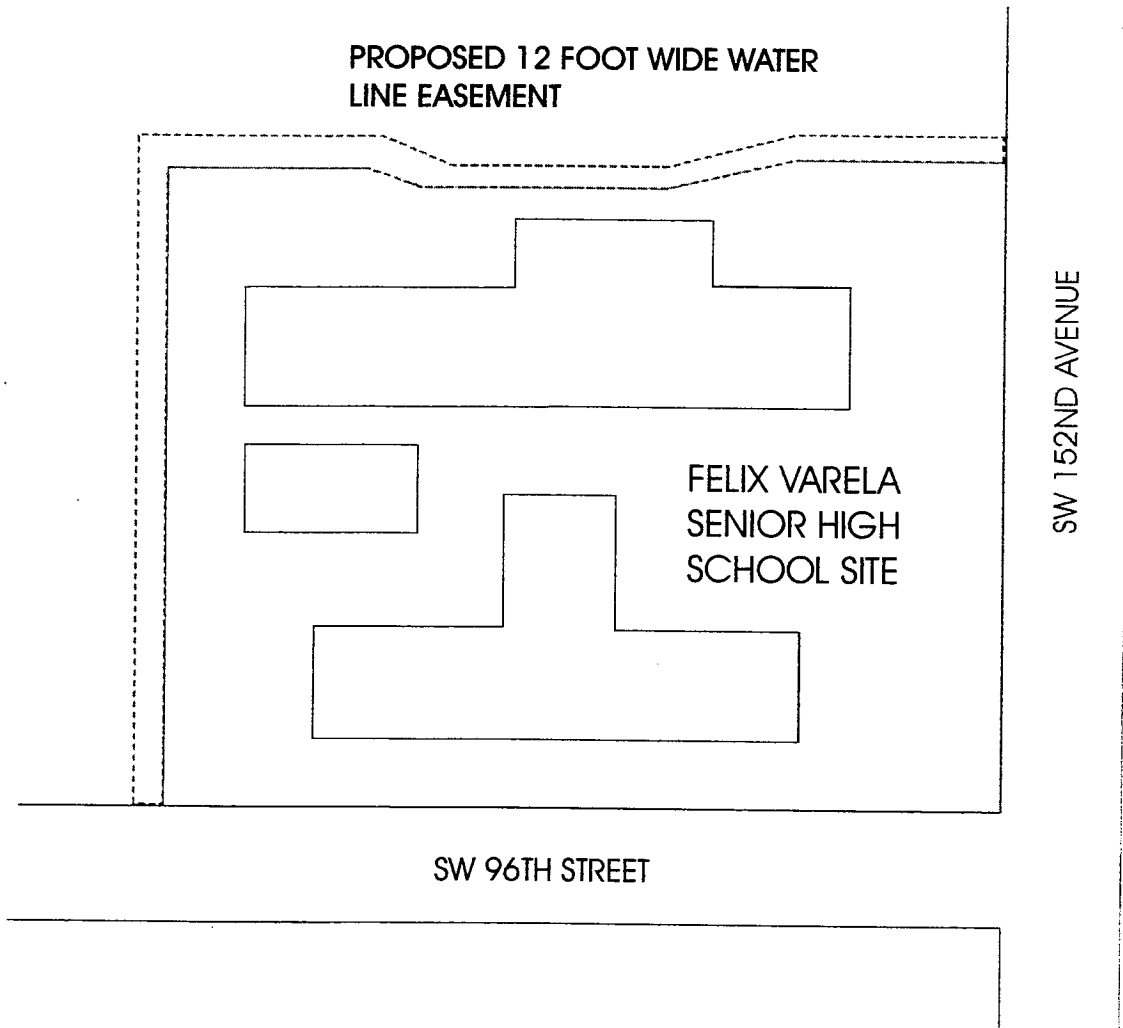 PROPOSED 12 FOOT WIDE WATER
LINE EASEMENT
SW 152ND AVENUE
FELIX VARELA
SENIOR HIGH
SCHOOL SITE
SW 96TH STREET